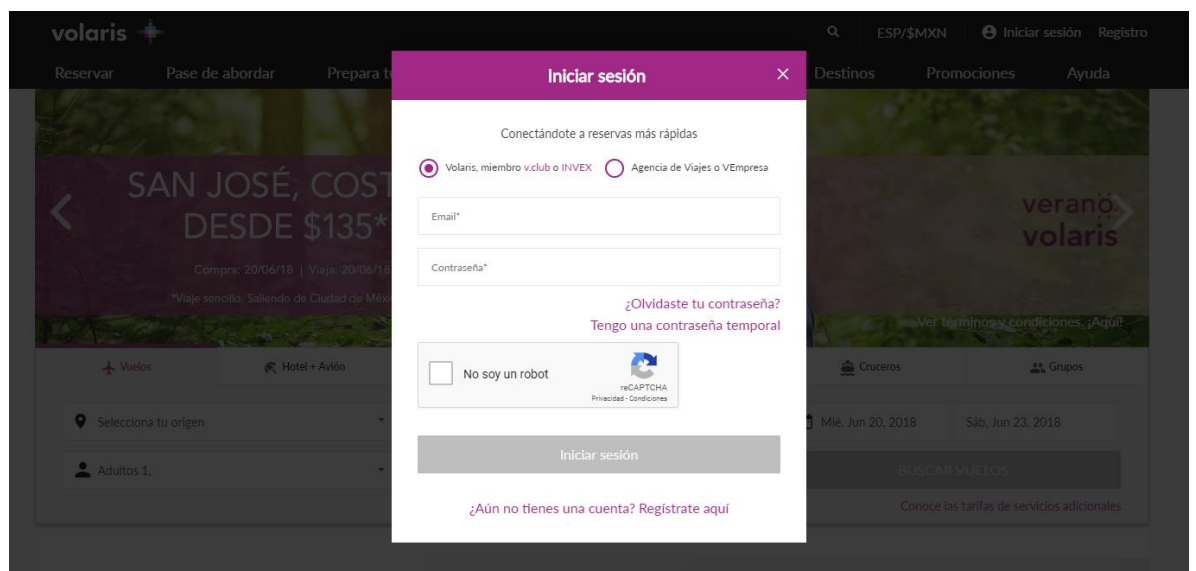 volaris
ESP/$MXN Iniciar sesión Registro
Reservar Pase de abordar Prepara t Destinos Promociones Ayuda
Iniciar sesión
Conectándote a reservas más rápidas
Volaris, miembro v.club o INVEX Agencia de Viajes o VEmpresa
Email*
Contraseña*
¿Olvidaste tu contraseña?
Tengo una contraseña temporal
No soy un robot
reCAPTCHA
Privacidad - Condiciones
Iniciar sesión
¿Aún no tienes una cuenta? Regístrate aquí
SAN JOSÉ, COST
DESDE $135*
Compra: 20/06/18 | Viaja: 20/06/18
*Viaje sencillo. Saliendo de Ciudad de Méxi
verano
volaris
Ver términos y condiciones. ¡Aquí!
Vuelos Hotel + Avión Cruceros Grupos
Selecciona tu origen Mié, Jun 20, 2018 Sáb, Jun 23, 2018
Adultos 1, BUSCAR VUELOS
Conoce las tarifas de servicios adicionales